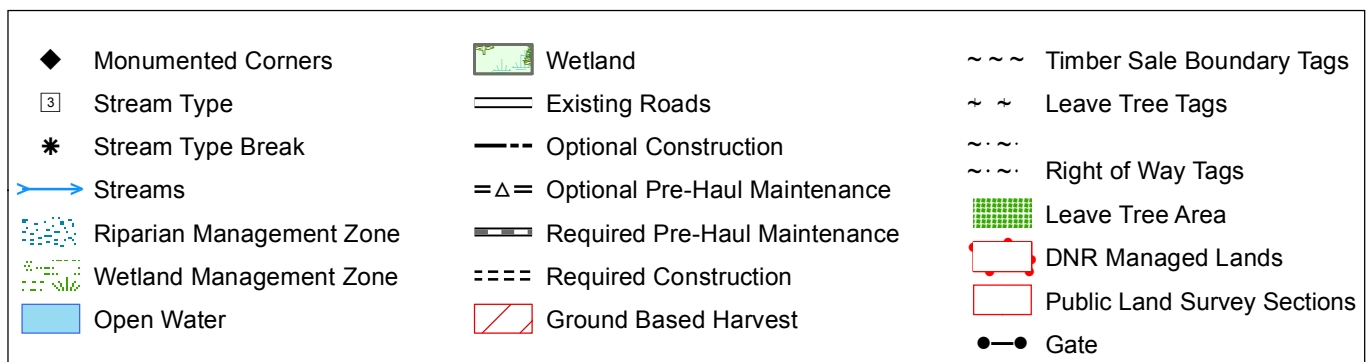 Monumented Corners
3 Stream Type
Stream Type Break
Streams
Riparian Management Zone
Wetland Management Zone
Open Water
Wetland
Existing Roads
Optional Construction
Optional Pre-Haul Maintenance
Required Pre-Haul Maintenance
Required Construction
Ground Based Harvest
Timber Sale Boundary Tags
Leave Tree Tags
Right of Way Tags
Leave Tree Area
DNR Managed Lands
Public Land Survey Sections
Gate